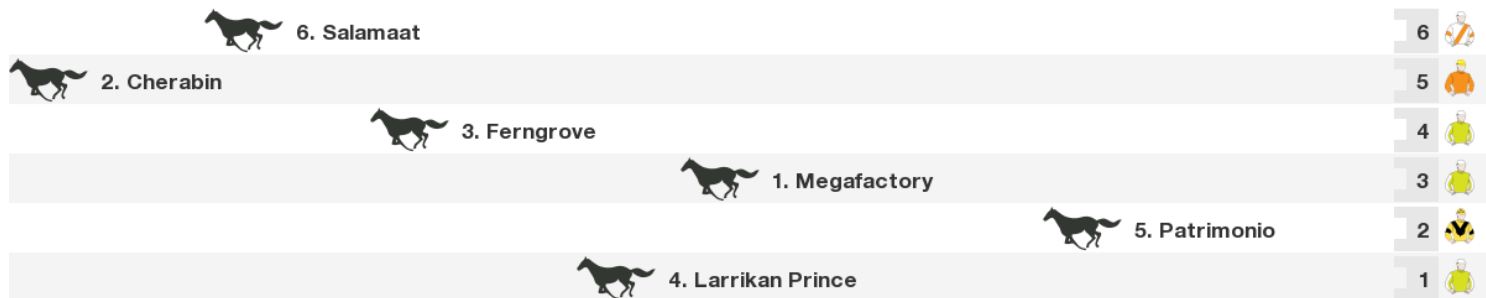 6. Salamaat 6
2. Cherabin 5
3. Ferngrove 4
1. Megafactory 3
5. Patrimonio 2
4. Larrikan Prince 1